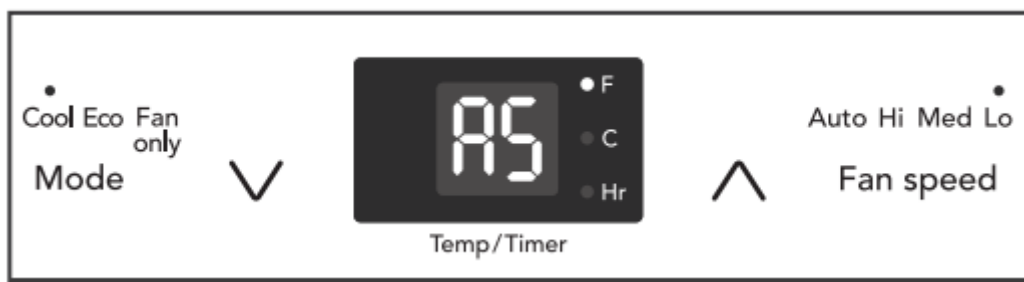 F
AS
Cool Eco Fan only
C
Auto Hi Med Lo
Mode
Hr
Fan speed
Temp/Timer